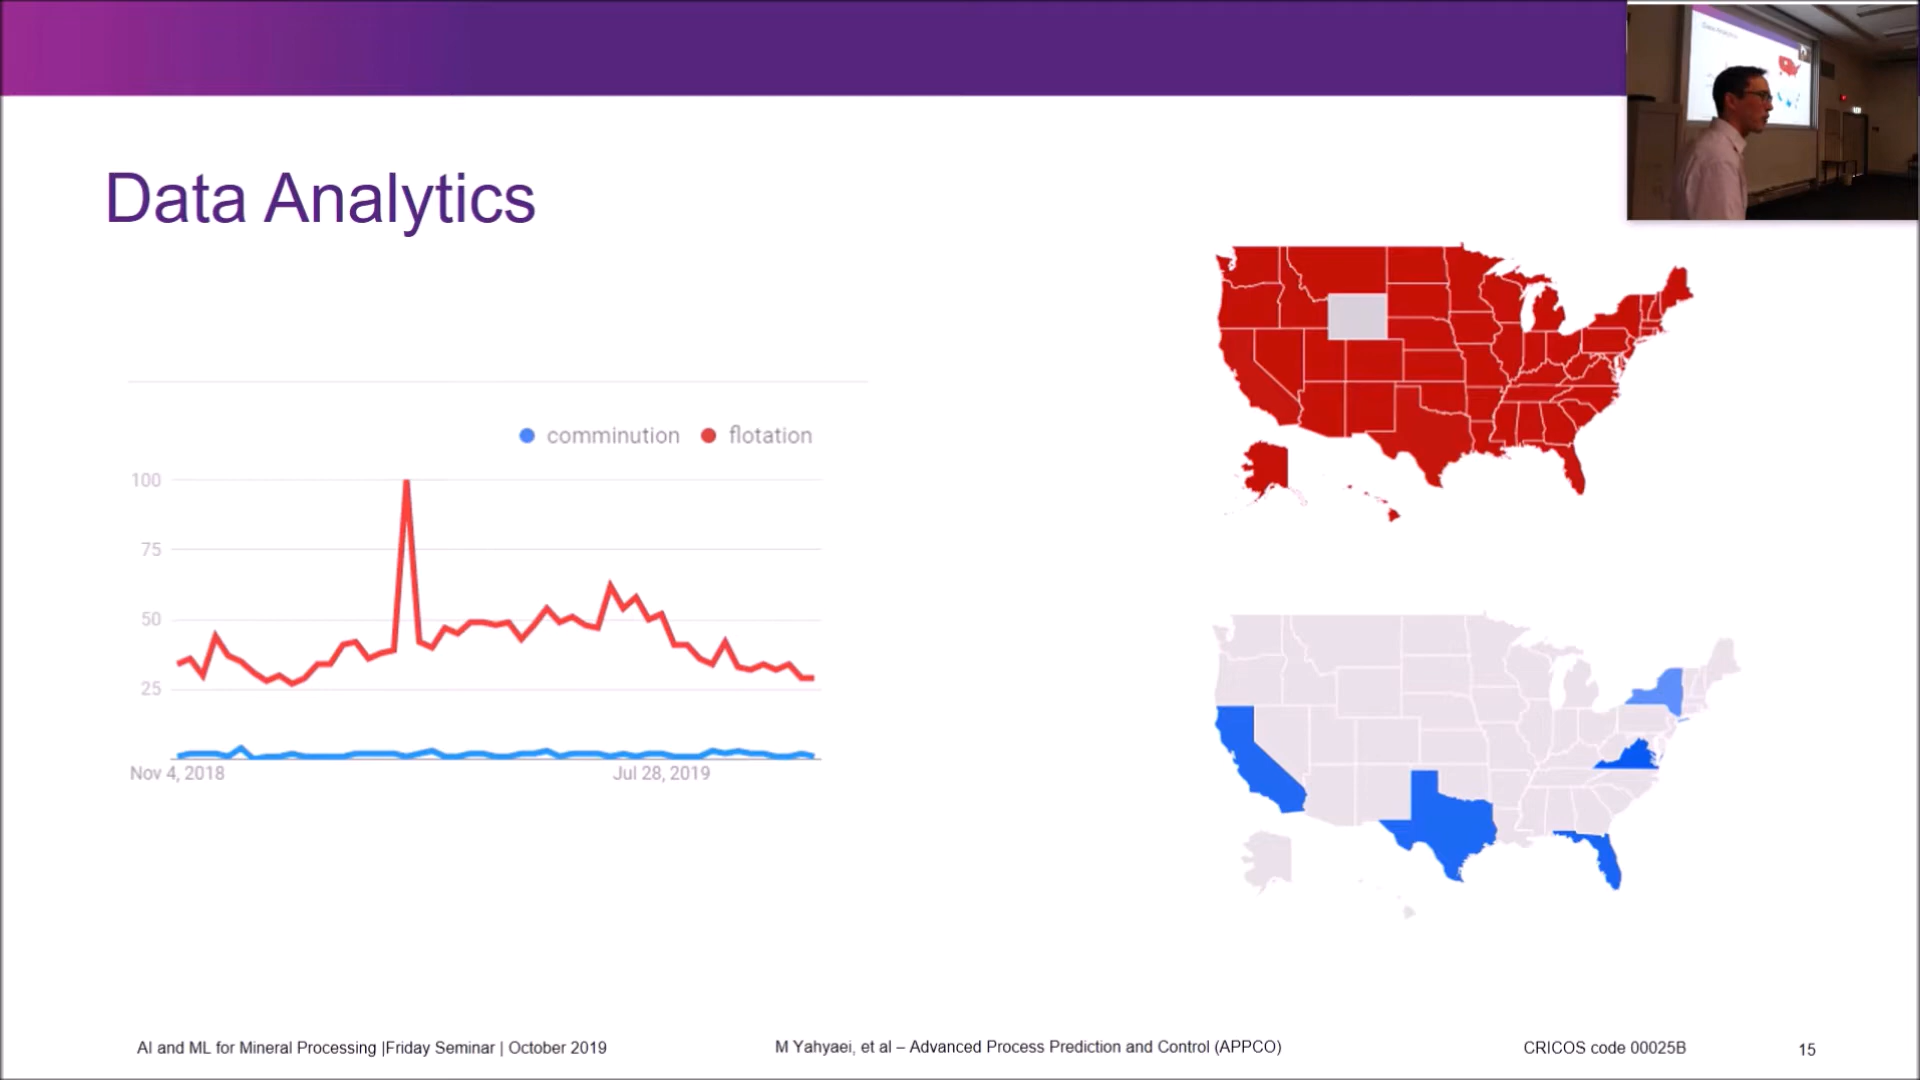 Data Analytics
comminution flotation
100
75
50
25
Nov 4, 2018 Jul 28, 2019
AI and ML for Mineral Processing |Friday Seminar | October 2019 M Yahyaei, et al – Advanced Process Prediction and Control (APPCO) CRICOS code 00025B 15